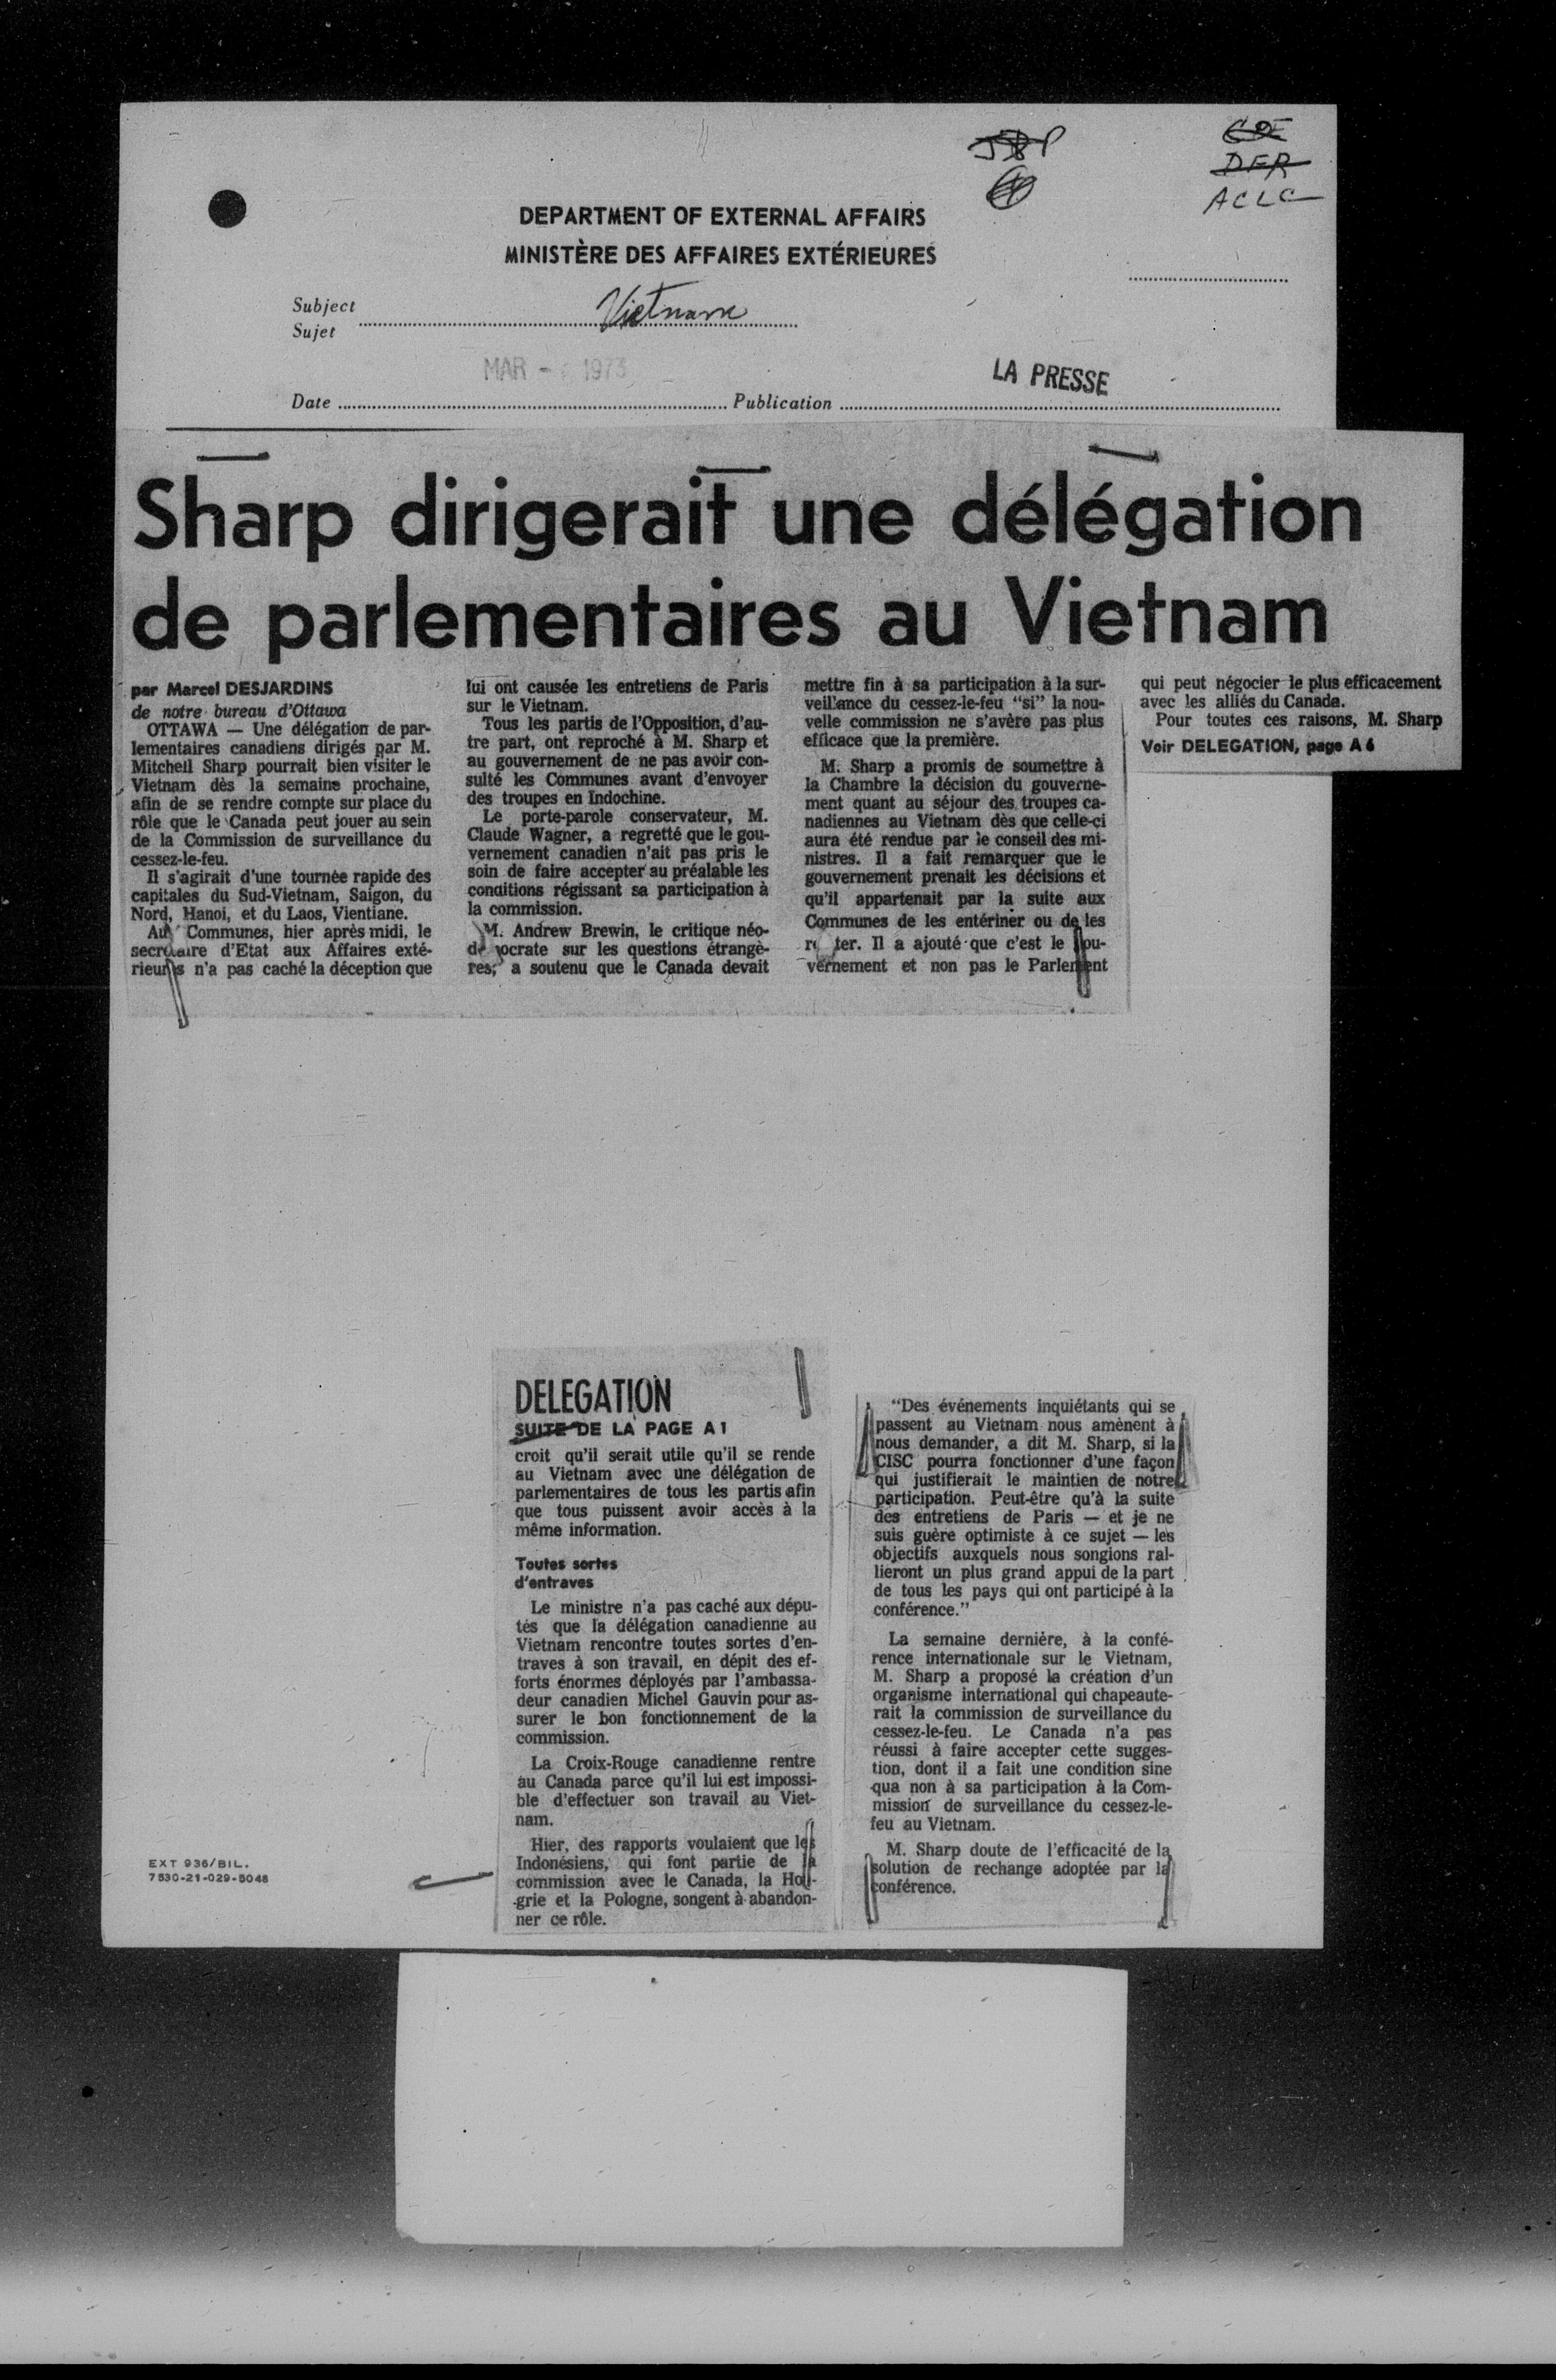 GOE
DFR
ACLC
DEPARTMENT OF EXTERNAL AFFAIRS
MINISTÈRE DES AFFAIRES EXTÉRIEURES
Subject
Sujet
Vietnam
MAR - 1973
LA PRESSE
Date
Publication
Sharp dirigerait une délégation
de parlementaires au Vietnam
par Marcel DESJARDINS
de notre bureau d'Ottawa
OTTAWA — Une délégation de par-
lementaires canadiens dirigés par M.
Mitchell Sharp pourrait bien visiter le
Vietnam dès la semaine prochaine,
afin de se rendre compte sur place du
rôle que le Canada peut jouer au sein
de la Commission de surveillance du
cessez-le-feu.
Il s'agirait d'une tournée rapide des
capitales du Sud-Vietnam, Saigon, du
Nord, Hanoi, et du Laos, Vientiane.
Aux Communes, hier après midi, le
secrétaire d'Etat aux Affaires exté-
rieures n'a pas caché la déception que
lui ont causée les entretiens de Paris
sur le Vietnam.
Tous les partis de l'Opposition, d'au-
tre part, ont reproché à M. Sharp et
au gouvernement de ne pas avoir con-
sulté les Communes avant d'envoyer
des troupes en Indochine.
Le porte-parole conservateur, M.
Claude Wagner, a regretté que le gou-
vernement canadien n'ait pas pris le
soin de faire accepter au préalable les
conditions régissant sa participation à
la commission.
M. Andrew Brewin, le critique néo-
démocrate sur les questions étrangè-
res, a soutenu que le Canada devait
mettre fin à sa participation à la sur-
veillance du cessez-le-feu "si" la nou-
velle commission ne s'avère pas plus
efficace que la première.
M. Sharp a promis de soumettre à
la Chambre la décision du gouverne-
ment quant au séjour des troupes ca-
nadiennes au Vietnam dès que celle-ci
aura été rendue par le conseil des mi-
nistres. Il a fait remarquer que le
gouvernement prenait les décisions et
qu'il appartenait par la suite aux
Communes de les entériner ou de les
rejeter. Il a ajouté que c'est le gou-
vernement et non pas le Parlement
qui peut négocier le plus efficacement
avec les alliés du Canada.
Pour toutes ces raisons, M. Sharp
Voir DELEGATION, page A 6
DELEGATION
SUITE DE LA PAGE A 1
croit qu'il serait utile qu'il se rende
au Vietnam avec une délégation de
parlementaires de tous les partis afin
que tous puissent avoir accès à la
même information.
Toutes sortes
d'entraves
Le ministre n'a pas caché aux dépu-
tés que la délégation canadienne au
Vietnam rencontre toutes sortes d'en-
traves à son travail, en dépit des ef-
forts énormes déployés par l'ambassa-
deur canadien Michel Gauvin pour as-
surer le bon fonctionnement de la
commission.
La Croix-Rouge canadienne rentre
au Canada parce qu'il lui est impossi-
ble d'effectuer son travail au Viet-
nam.
Hier, des rapports voulaient que les
Indonésiens, qui font partie de la
commission avec le Canada, la Hon-
grie et la Pologne, songent à abandon-
ner ce rôle.
"Des événements inquiétants qui se
passent au Vietnam nous amènent à
nous demander, a dit M. Sharp, si la
CISC pourra fonctionner d'une façon
qui justifierait le maintien de notre
participation. Peut-être qu'à la suite
des entretiens de Paris — et je ne
suis guère optimiste à ce sujet — les
objectifs auxquels nous songions ral-
lieront un plus grand appui de la part
de tous les pays qui ont participé à la
conférence."
La semaine dernière, à la confé-
rence internationale sur le Vietnam,
M. Sharp a proposé la création d'un
organisme international qui chapeaute-
rait la commission de surveillance du
cessez-le-feu. Le Canada n'a pas
réussi à faire accepter cette sugges-
tion, dont il a fait une condition sine
qua non à sa participation à la Com-
mission de surveillance du cessez-le-
feu au Vietnam.
M. Sharp doute de l'efficacité de la
solution de rechange adoptée par la
conférence.
EXT 936/BIL.
7530-21-029-5048